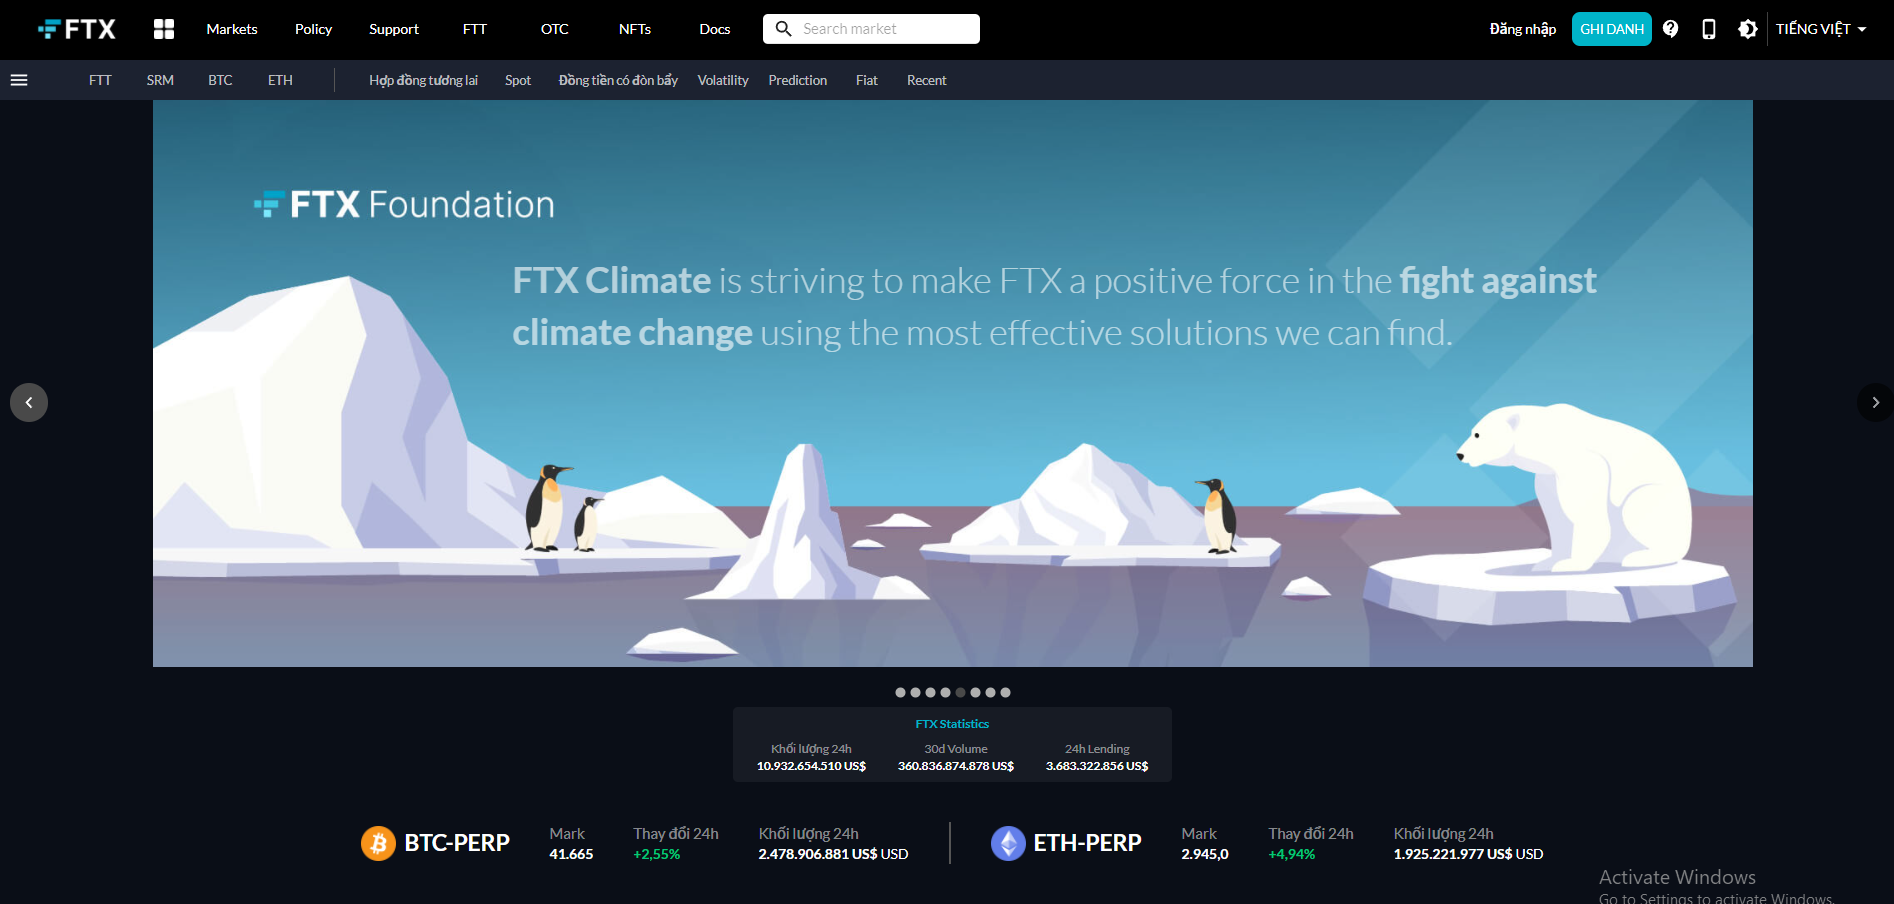 FTX Markets Policy Support FTT OTC NFTs Docs Search market Đăng nhập GHI DANH TIẾNG VIỆT
FTT SRM BTC ETH Hợp đồng tương lai Spot Đồng tiền có đòn bẩy Volatility Prediction Fiat Recent
FTX Foundation
FTX Climate is striving to make FTX a positive force in the fight against
climate change using the most effective solutions we can find.
FTX Statistics
Khối lượng 24h 30d Volume 24h Lending
10.932.654.510 US$ 360.836.874.878 US$ 3.683.322.856 US$
BTC-PERP
Mark Thay đổi 24h Khối lượng 24h
41.665 +2,55% 2.478.906.881 US$ USD
ETH-PERP
Mark Thay đổi 24h Khối lượng 24h
2.945,0 +4,94% 1.925.221.977 US$ USD
Activate Windows
Go to Settings to activate Windows.